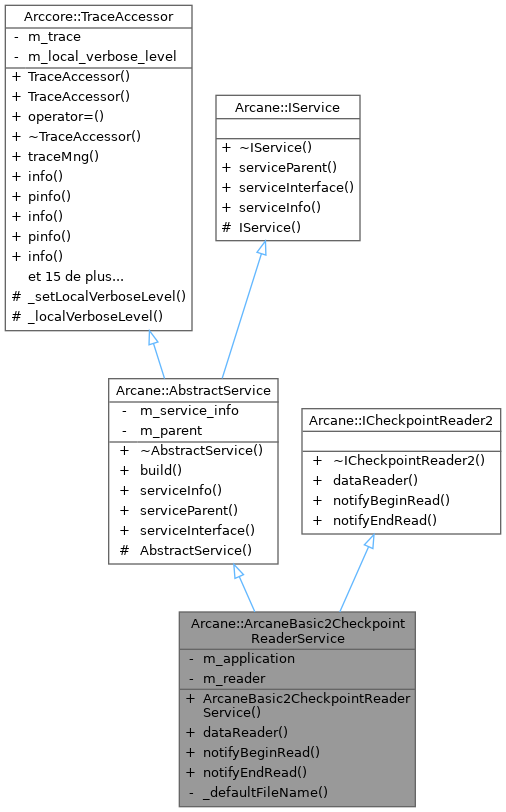 Arccore::TraceAccessor
- m_trace
- m_local_verbose_level
+ TraceAccessor()
+ TraceAccessor()
+ operator=()
+ ~TraceAccessor()
+ traceMng()
+ info()
+ pinfo()
+ info()
+ pinfo()
+ info()
et 15 de plus...
# _setLocalVerboseLevel()
# _localVerboseLevel()
Arcane::IService
+ ~IService()
+ serviceParent()
+ serviceInterface()
+ serviceInfo()
# IService()
Arcane::AbstractService
- m_service_info
- m_parent
+ ~AbstractService()
+ build()
+ serviceInfo()
+ serviceParent()
+ serviceInterface()
# AbstractService()
Arcane::ICheckpointReader2
+ ~ICheckpointReader2()
+ dataReader()
+ notifyBeginRead()
+ notifyEndRead()
Arcane::ArcaneBasic2Checkpoint
ReaderService
- m_application
- m_reader
+ ArcaneBasic2CheckpointReader
Service()
+ dataReader()
+ notifyBeginRead()
+ notifyEndRead()
- _defaultFileName()